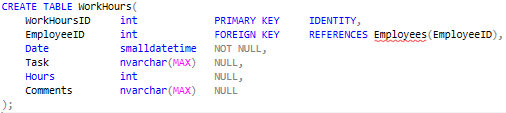 CREATE TABLE WorkHours(
WorkHoursID int PRIMARY KEY IDENTITY,
EmployeeID int FOREIGN KEY REFERENCES Employees(EmployeeID),
Date smalldatetime NOT NULL,
Task nvarchar(MAX) NULL,
Hours int NULL,
Comments nvarchar(MAX) NULL
);